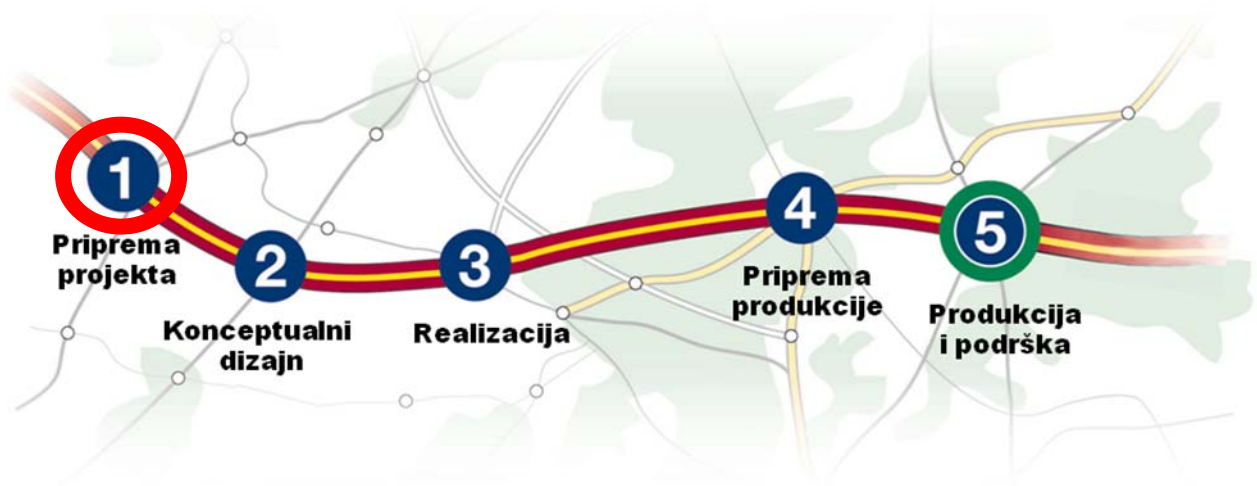 1
Priprema
projekta
2
Konceptualni
dizajn
3
Realizacija
4
Priprema
produkcije
5
Produkcija
i podrška